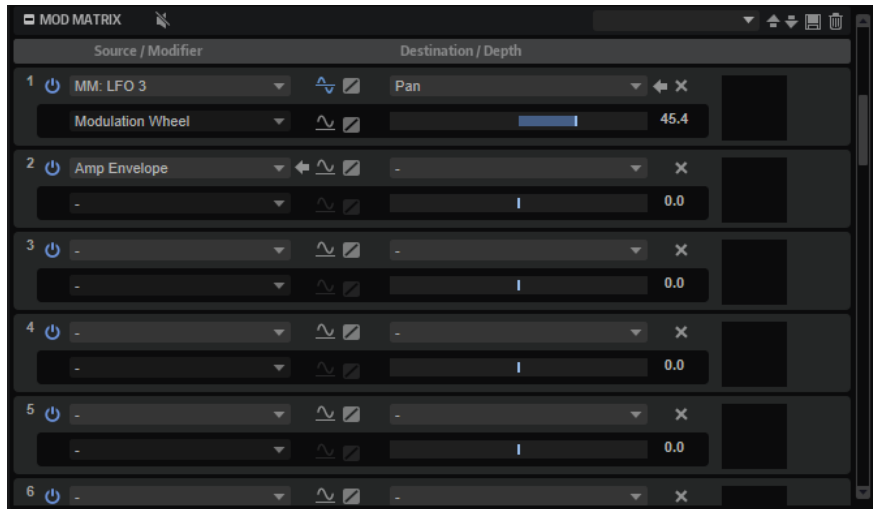 MOD MATRIX
Source / Modifier Destination / Depth
1 MM: LFO 3 Pan
Modulation Wheel 45.4
2 Amp Envelope -
- 0.0
3 - -
- 0.0
4 - -
- 0.0
5 - -
- 0.0
6 - -